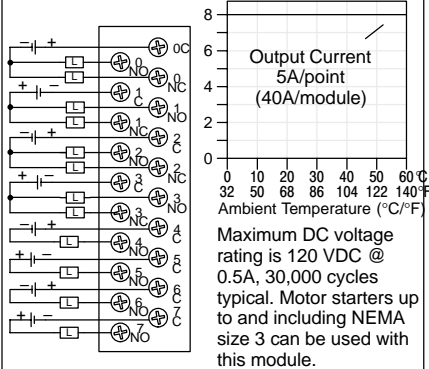 − + 0C
L 0 NO
L 0 NC
+ − 1 C
L 1 NO
L 1 NC
− + 2 C
L 2 NO
L 2 NC
+ − 3 C
L 3 NO
L 3 NC
− + 4 C
L 4 NO
+ − 5 C
L 5 NO
− + 6 C
L 6 NO
+ − 7 C
L 7 NO
8
6
4
2
0
Output Current
5A/point
(40A/module)
0 10 20 30 40 50 60°C
32 50 68 86 104 122 140°F
Ambient Temperature (°C/°F)
Maximum DC voltage
rating is 120 VDC @
0.5A, 30,000 cycles
typical. Motor starters up
to and including NEMA
size 3 can be used with
this module.